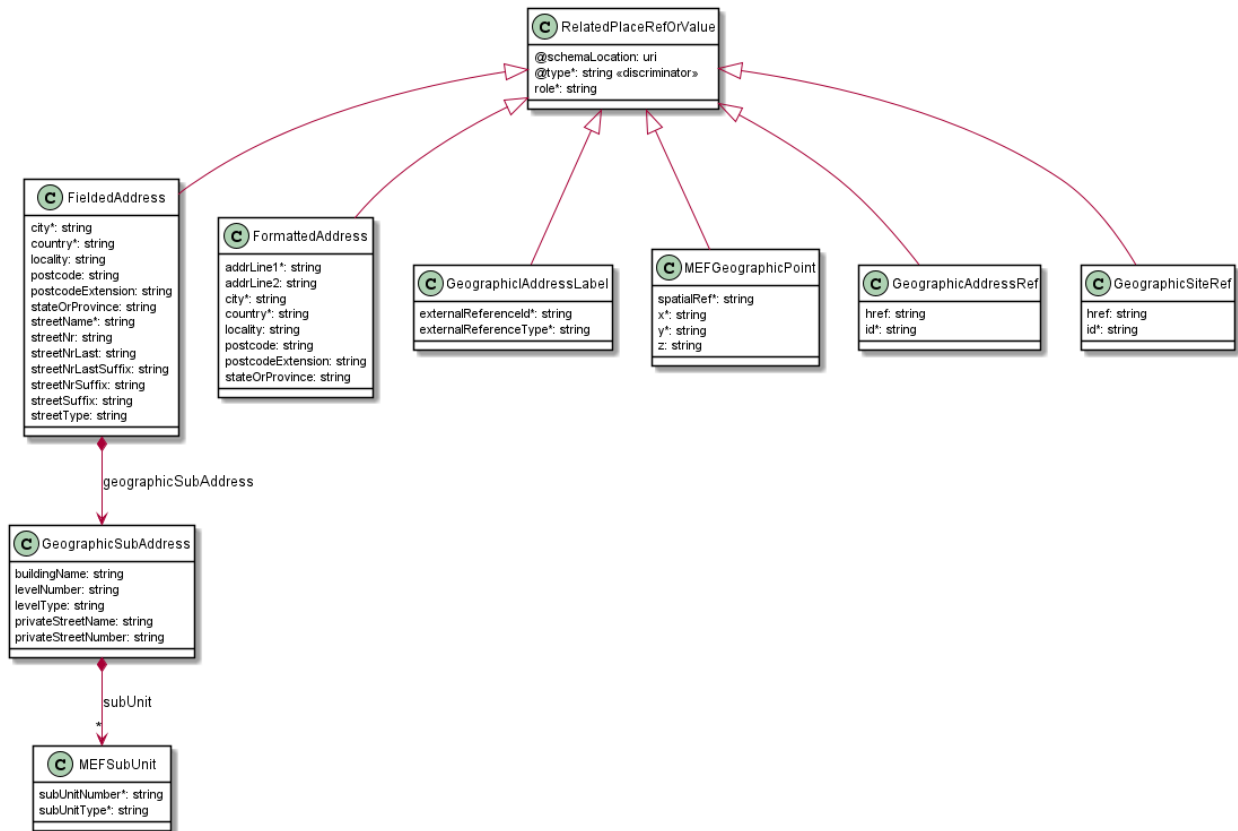 C RelatedPlaceRefOrValue
@schemaLocation: uri
@type*: string «discriminator»
role*: string
C FieldedAddress
city*: string
country*: string
locality: string
postcode: string
postcodeExtension: string
stateOrProvince: string
streetName*: string
streetNr: string
streetNrLast: string
streetNrLastSuffix: string
streetNrSuffix: string
streetSuffix: string
streetType: string
C FormattedAddress
addrLine1*: string
addrLine2: string
city*: string
country*: string
locality: string
postcode: string
postcodeExtension: string
stateOrProvince: string
C GeographiclAddressLabel
externalReferenceId*: string
externalReferenceType*: string
C MEFGeographicPoint
spatialRef*: string
x*: string
y*: string
z: string
C GeographicAddressRef
href: string
id*: string
C GeographicSiteRef
href: string
id*: string
geographicSubAddress
C GeographicSubAddress
buildingName: string
levelNumber: string
levelType: string
privateStreetName: string
privateStreetNumber: string
subUnit
*
C MEFSubUnit
subUnitNumber*: string
subUnitType*: string